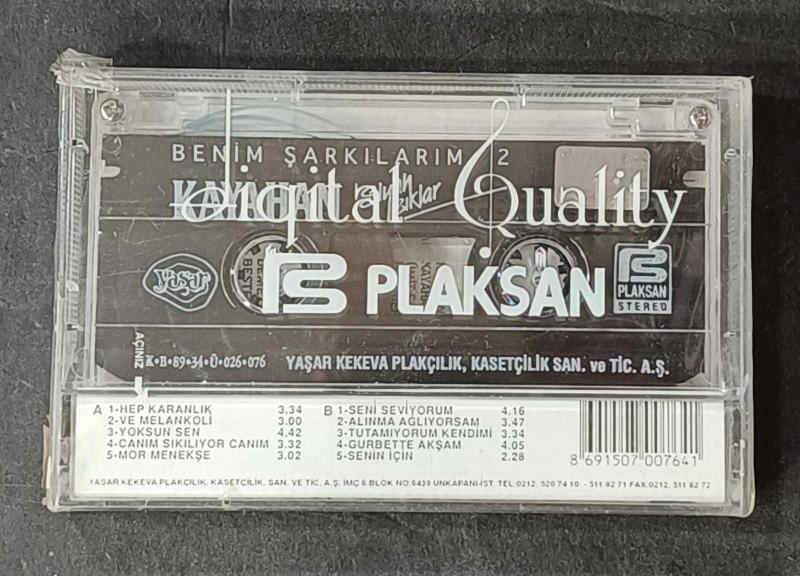 BENİM ŞARKILARIM 2
KAYAHAN
Digital Quality
yaşar
PLAKSAN
PLAKSAN
STEREO
AÇINIZ
K•B•89•34•Ü•026•076
YAŞAR KEKEVA PLAKÇILIK, KASETÇİLİK SAN. ve TİC. A.Ş.
A 1-HEP KARANLIK 3.34
2-VE MELANKOLİ 3.00
3-YOKSUN SEN 4.42
4-CANIM SIKILIYOR CANIM 3.32
5-MOR MENEKŞE 3.02
B 1-SENİ SEVİYORUM 4.16
2-ALINMA AĞLIYORSAM 3.47
3-TUTAMIYORUM KENDİMİ 3.34
4-GURBETTE AKŞAM 4.05
5-SENİN İÇİN 2.28
8 691507 007641
YAŞAR KEKEVA PLAKÇILIK, KASETÇİLİK, SAN. VE TİC. A.Ş. İMÇ 6.BLOK NO.6439 UNKAPANI-İST. TEL:0212. 520 74 10 - 511 82 71 FAX:0212. 511 82 72